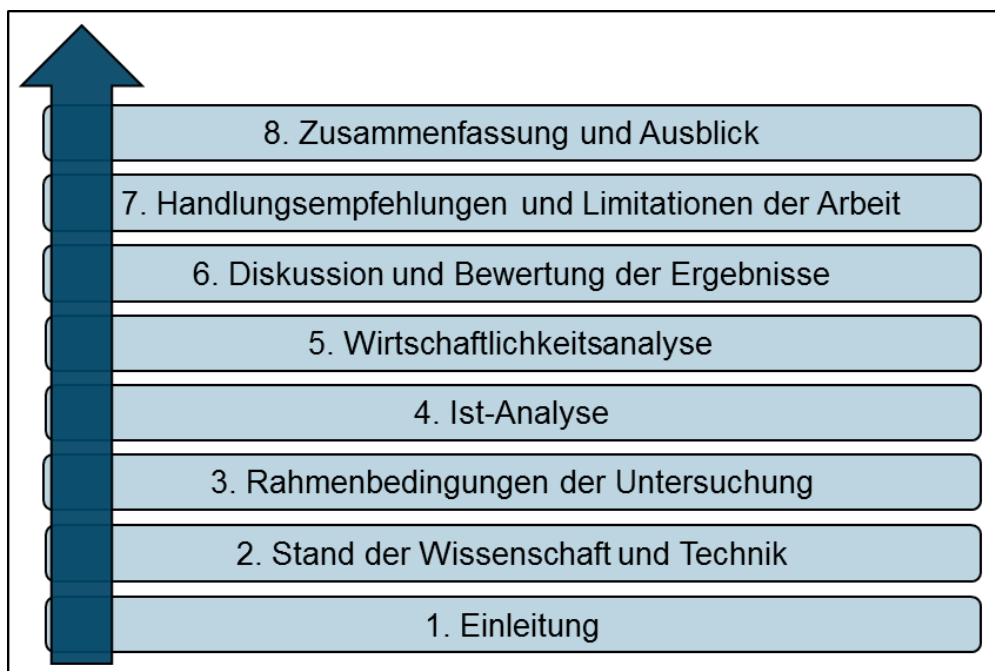 8. Zusammenfassung und Ausblick
7. Handlungsempfehlungen und Limitationen der Arbeit
6. Diskussion und Bewertung der Ergebnisse
5. Wirtschaftlichkeitsanalyse
4. Ist-Analyse
3. Rahmenbedingungen der Untersuchung
2. Stand der Wissenschaft und Technik
1. Einleitung